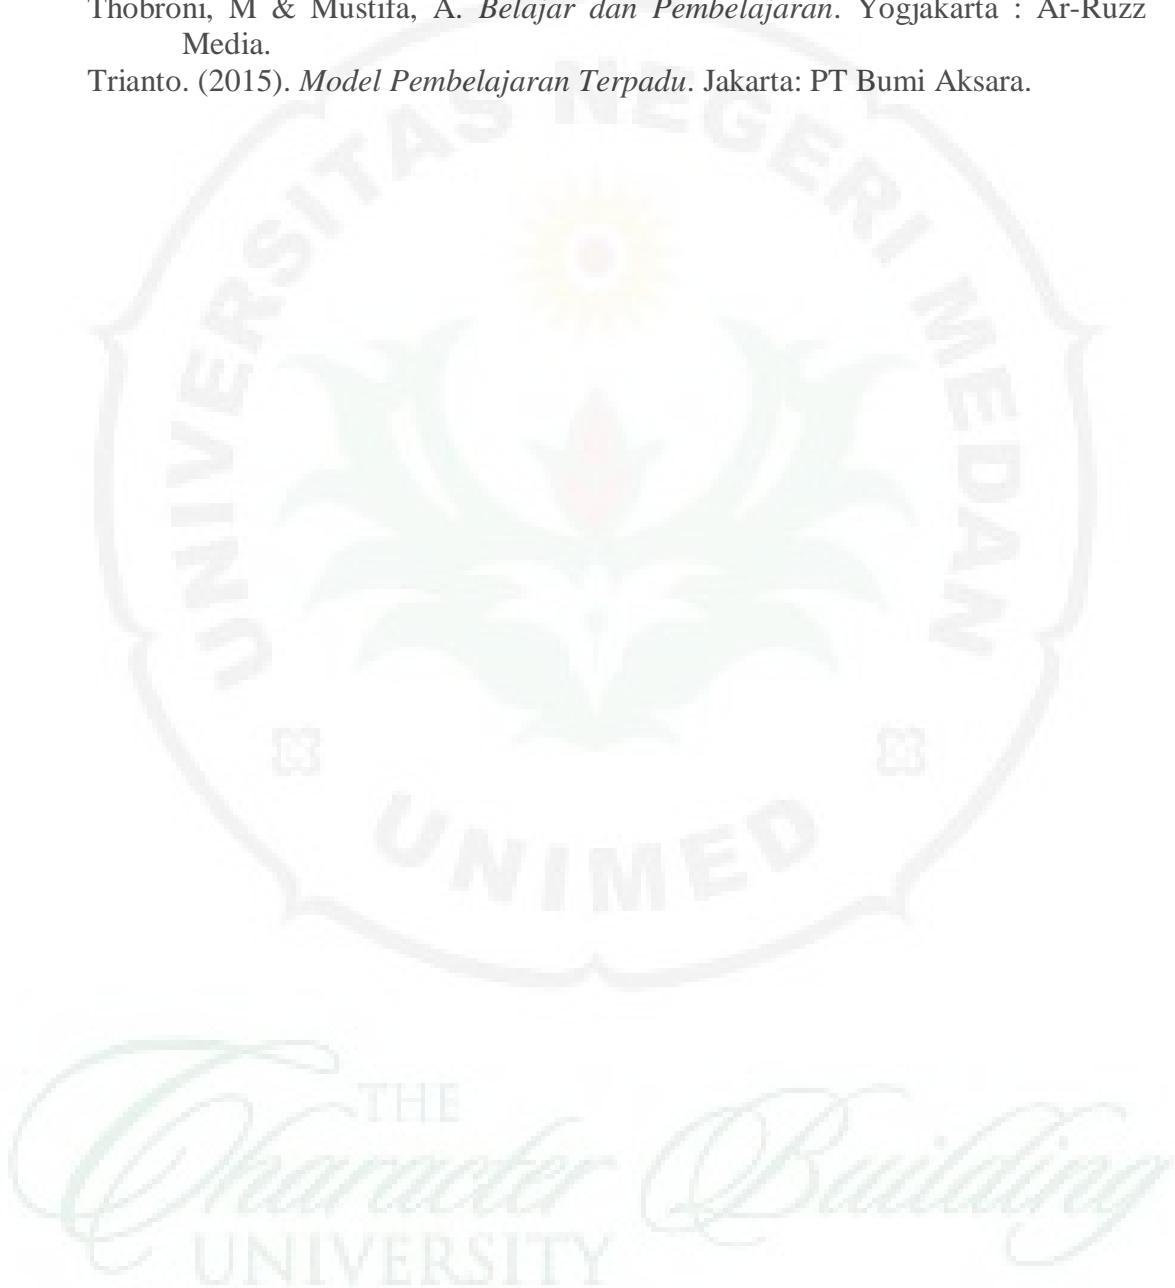 Thobroni, M & Mustifa, A. Belajar dan Pembelajaran. Yogjakarta : Ar-Ruzz
Media.
Trianto. (2015). Model Pembelajaran Terpadu. Jakarta: PT Bumi Aksara.
UNIVERSITAS NEGERI MEDAN
UNIMED
THE
Character Building
UNIVERSITY